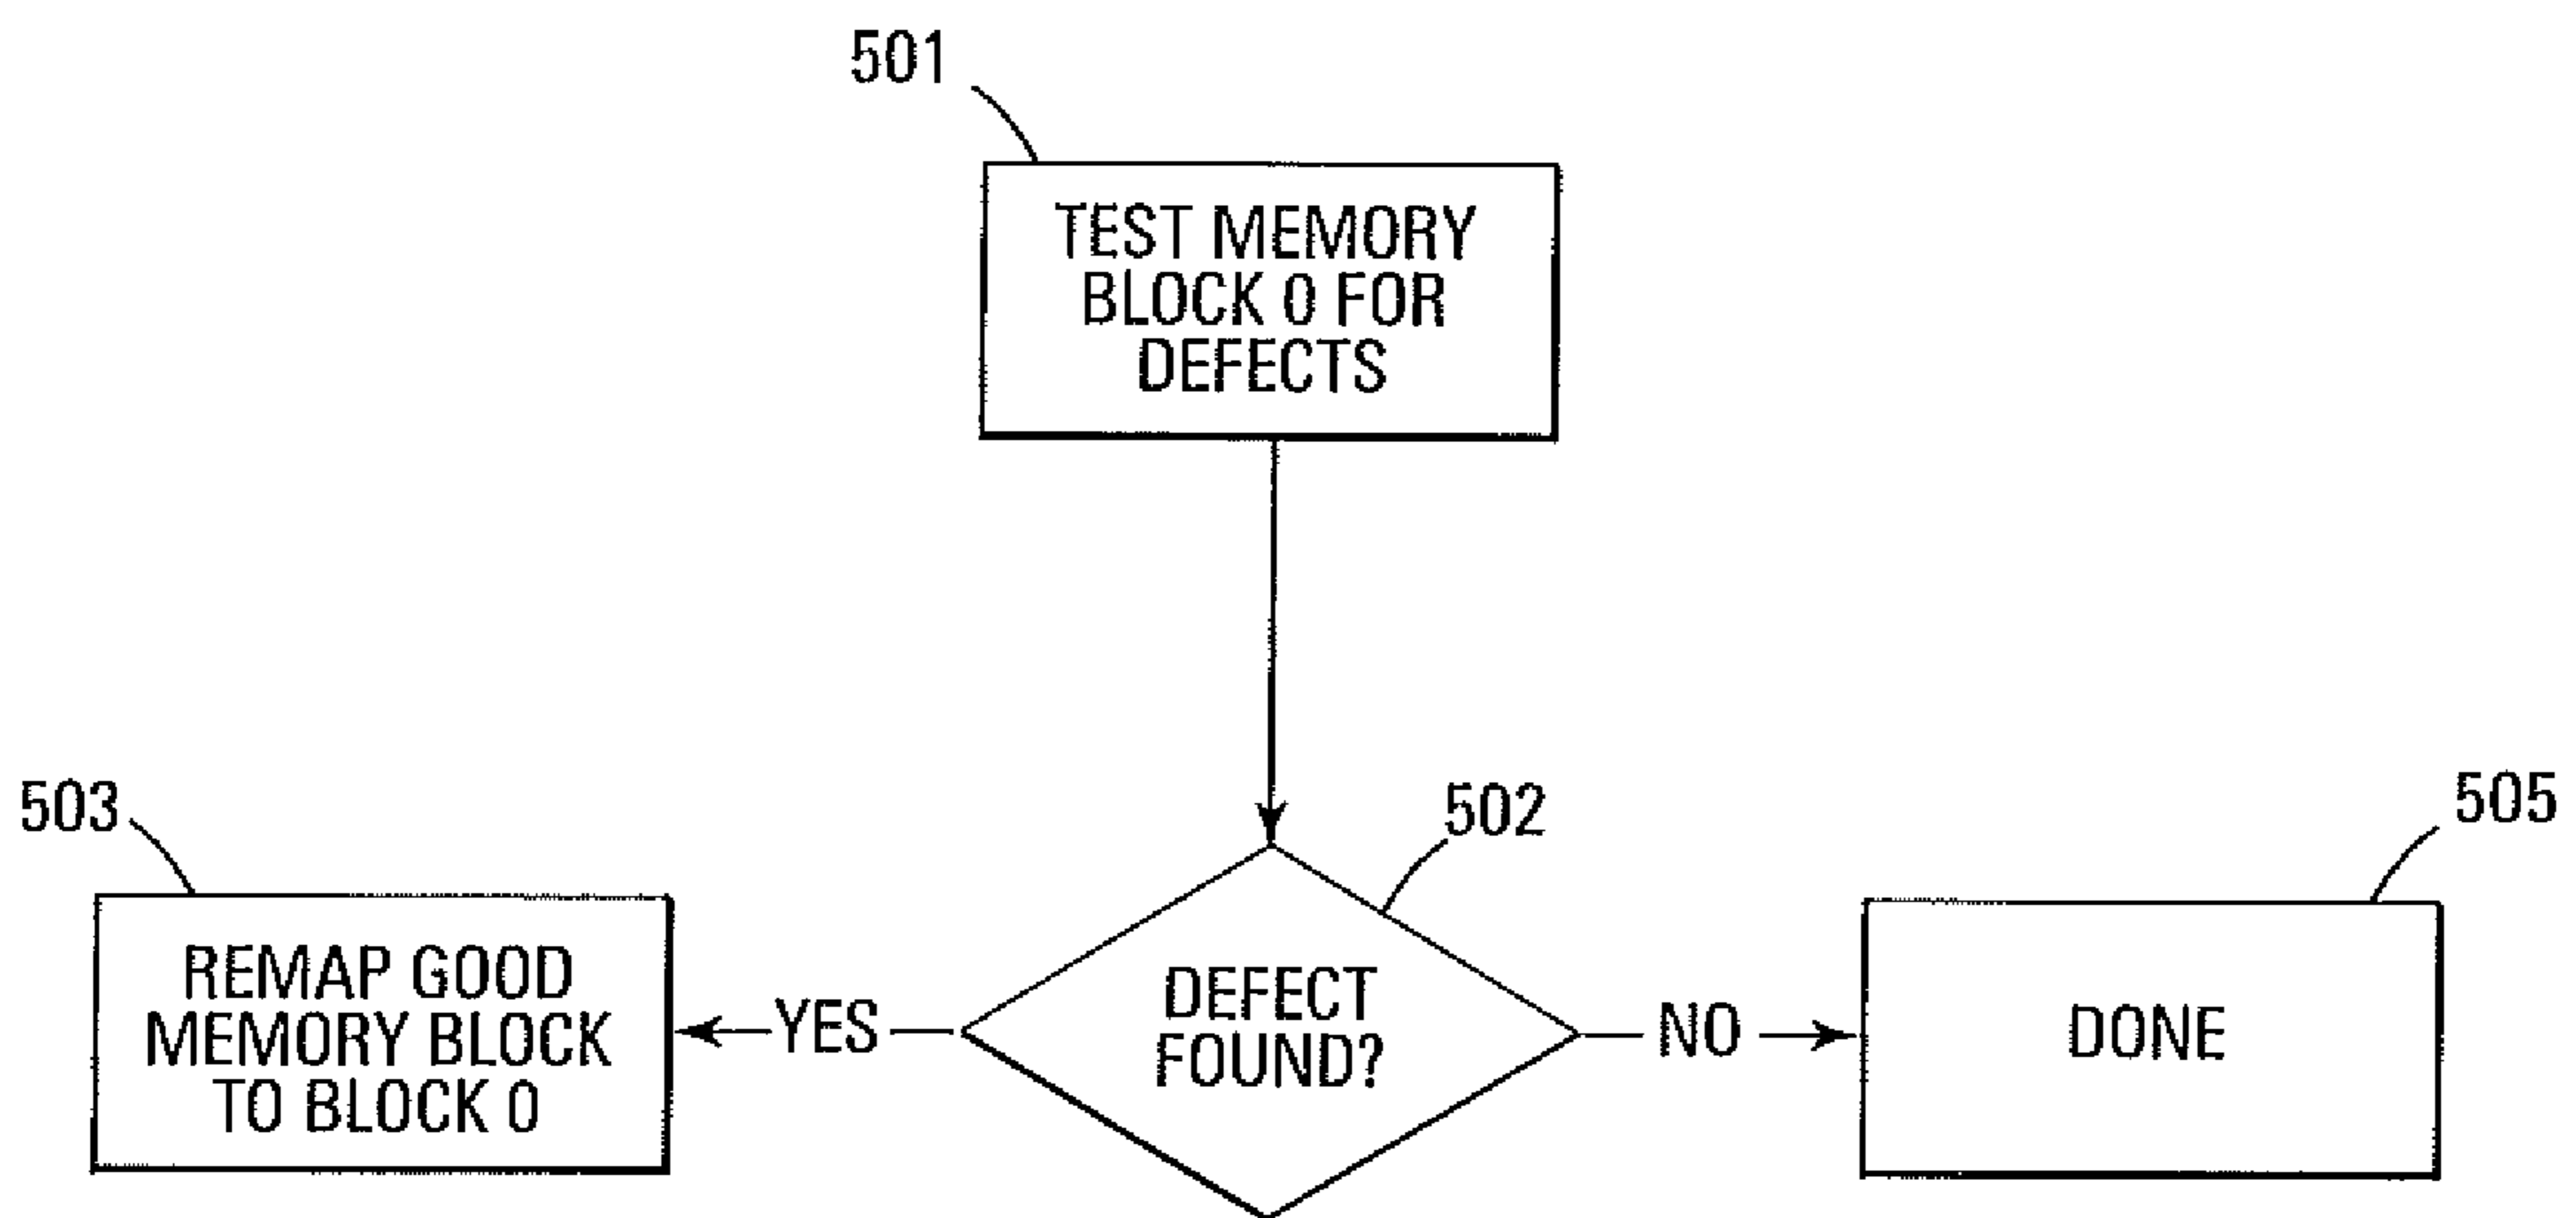 501
TEST MEMORY
BLOCK 0 FOR
DEFECTS
503
502
505
REMAP GOOD
MEMORY BLOCK
TO BLOCK 0
YES
DEFECT
FOUND?
NO
DONE